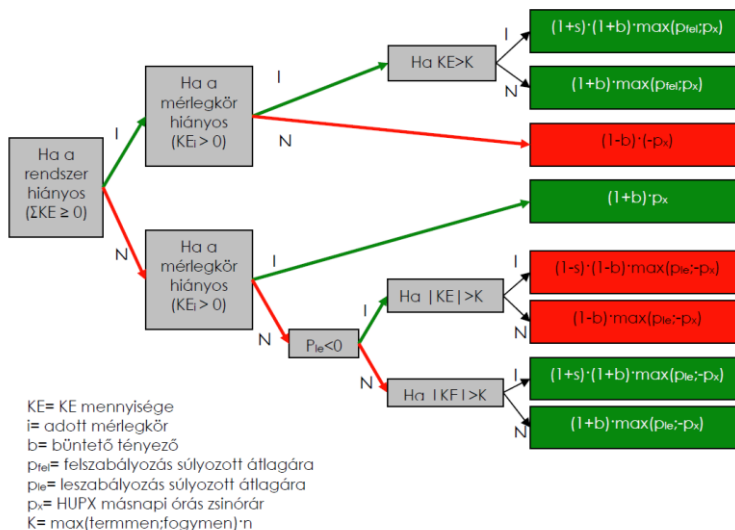 Ha a
rendszer
hiányos
(ΣKE ≥ 0)
I
N
Ha a
mérlegkör
hiányos
(KEi > 0)
I
N
Ha KE>K
I
N
(1+s)·(1+b)·max(pfel;px)
(1+b)·max(pfel;px)
(1-b)·(-px)
Ha a
mérlegkör
hiányos
(KEi > 0)
I
N
(1+b)·px
Ple<0
I
N
Ha |KE|>K
I
N
(1-s)·(1-b)·max(ple;-px)
(1-b)·max(ple;-px)
Ha |KE|>K
I
N
(1+s)·(1+b)·max(ple;-px)
(1+b)·max(ple;-px)
KE= KE mennyisége
i= adott mérlegkör
b= büntető tényező
pfel= felszabályozás súlyozott átlagára
ple= leszabályozás súlyozott átlagára
px= HUPX másnapi órás zsinórár
K= max(termmen;fogymen)·n